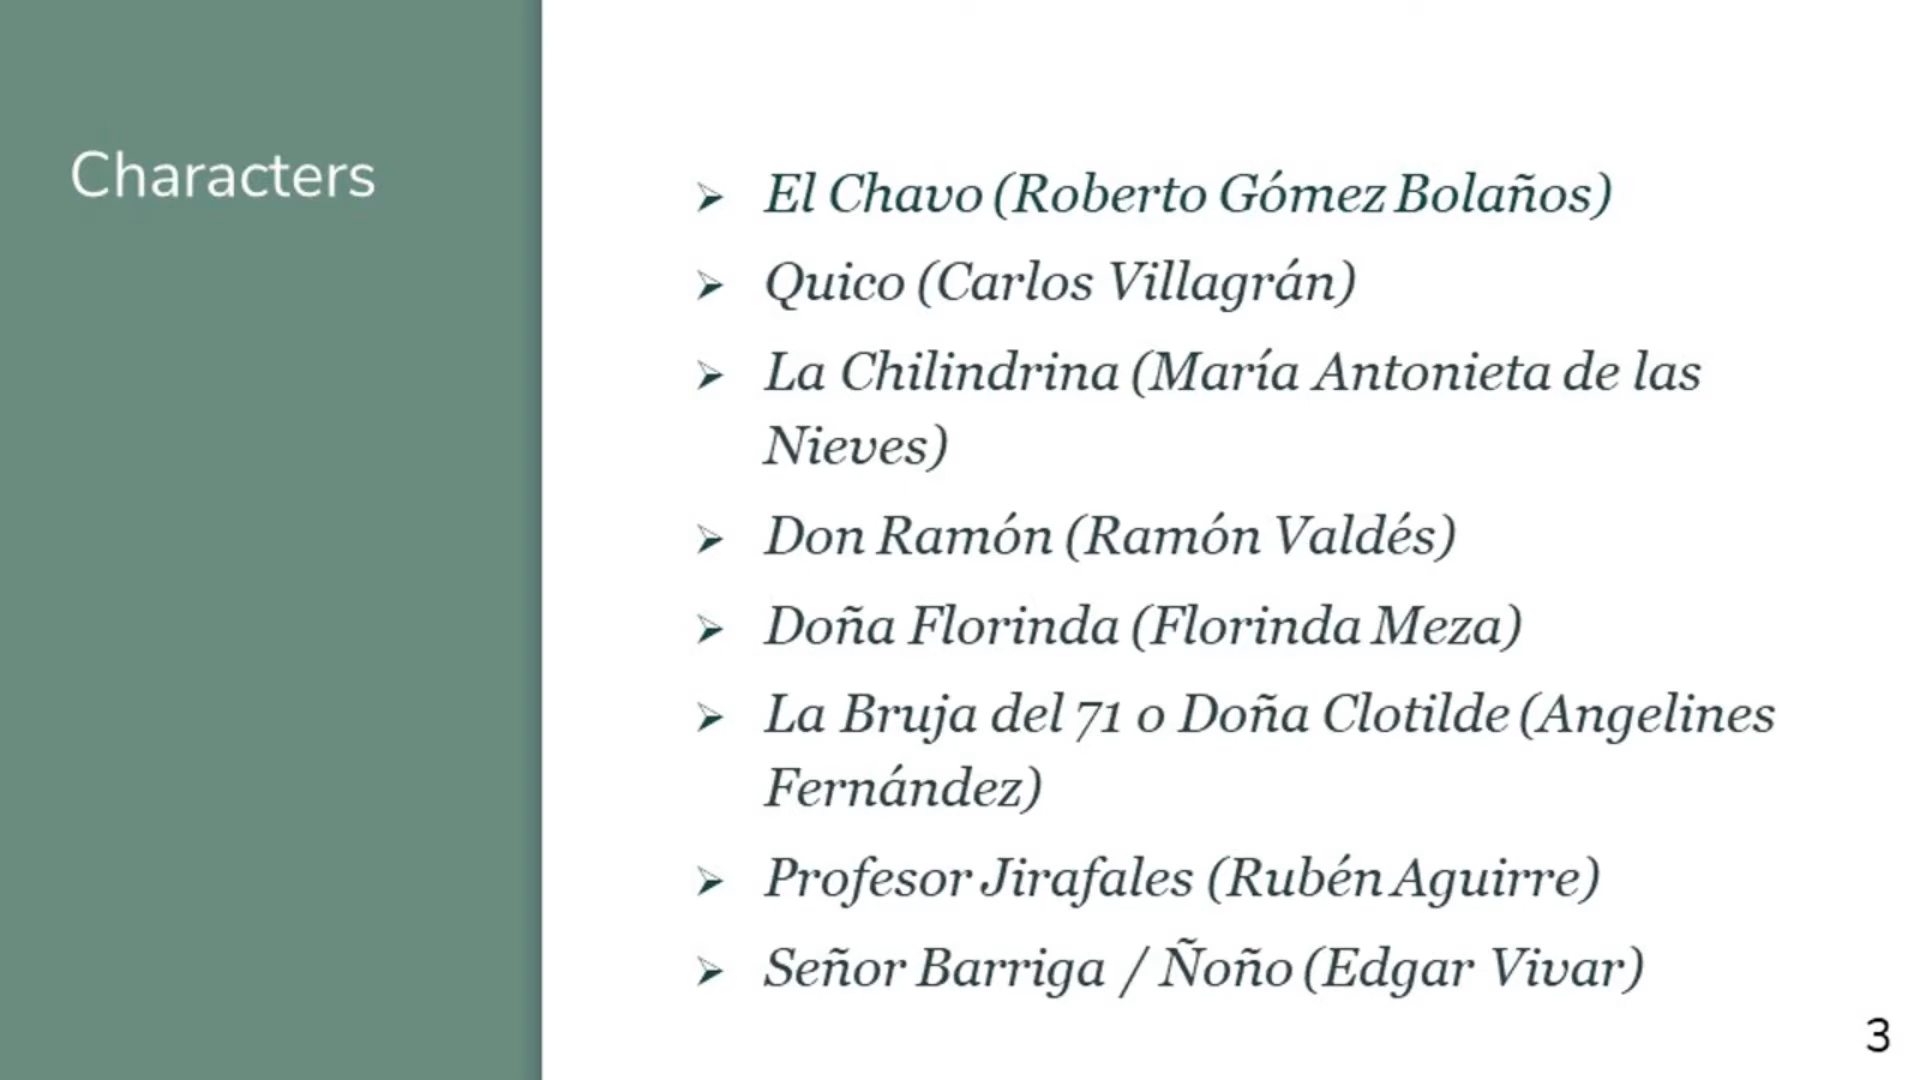 Characters
El Chavo (Roberto Gómez Bolaños)
Quico (Carlos Villagrán)
La Chilindrina (María Antonieta de las
Nieves)
Don Ramón (Ramón Valdés)
Doña Florinda (Florinda Meza)
La Bruja del 71 o Doña Clotilde (Angelines
Fernández)
Profesor Jirafales (Rubén Aguirre)
Señor Barriga / Ñoño (Edgar Vivar)
3